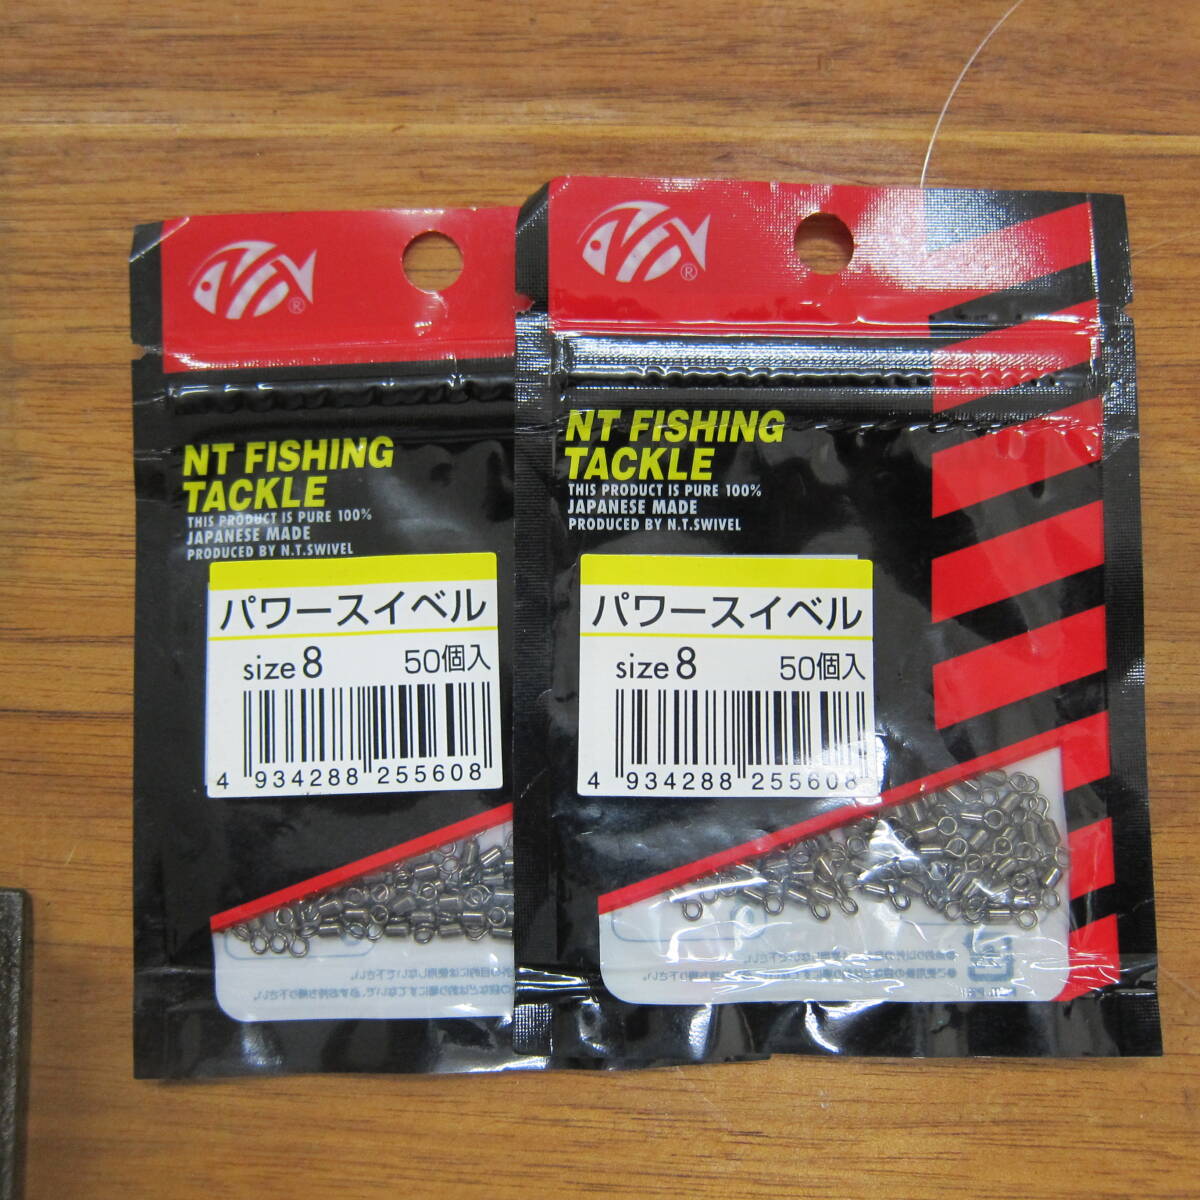 NT FISHING
TACKLE
THIS PRODUCT IS PURE 100%
JAPANESE MADE
PRODUCED BY N.T.SWIVEL
パワースイベル
size 8 50個入
4 934288 255608
®
NT FISHING
TACKLE
THIS PRODUCT IS PURE 100%
JAPANESE MADE
PRODUCED BY N.T.SWIVEL
パワースイベル
size 8 50個入
4 934288 255608
®